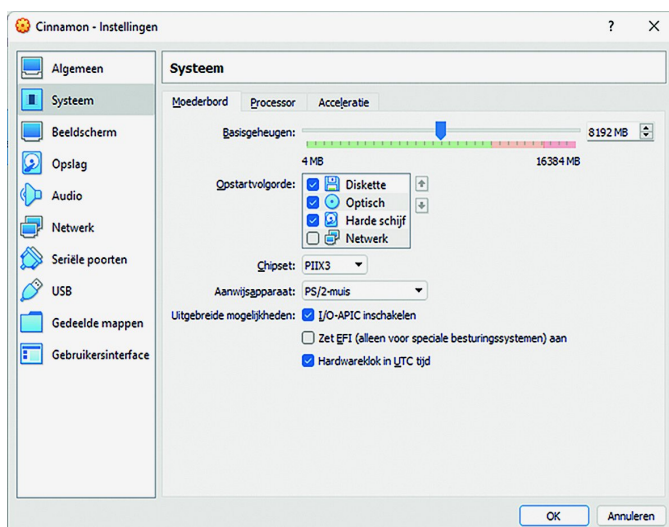 Cinnamon - Instellingen
?
Algemeen
Systeem
Beeldscherm
Opslag
Audio
Netwerk
Seriële poorten
USB
Gedeelde mappen
Gebruikersinterface
Systeem
Moederbord Processor Acceleratie
Basisgeheugen: 8192 MB
4 MB 16384 MB
Opstartvolgorde: Diskette
Optisch
Harde schijf
Netwerk
Chipset: PIIX3
Aanwijsapparaat: PS/2-muis
Uitgebreide mogelijkheden: I/O-APIC inschakelen
Zet EFI (alleen voor speciale besturingssystemen) aan
Hardwareklok in UTC tijd
OK Annuleren